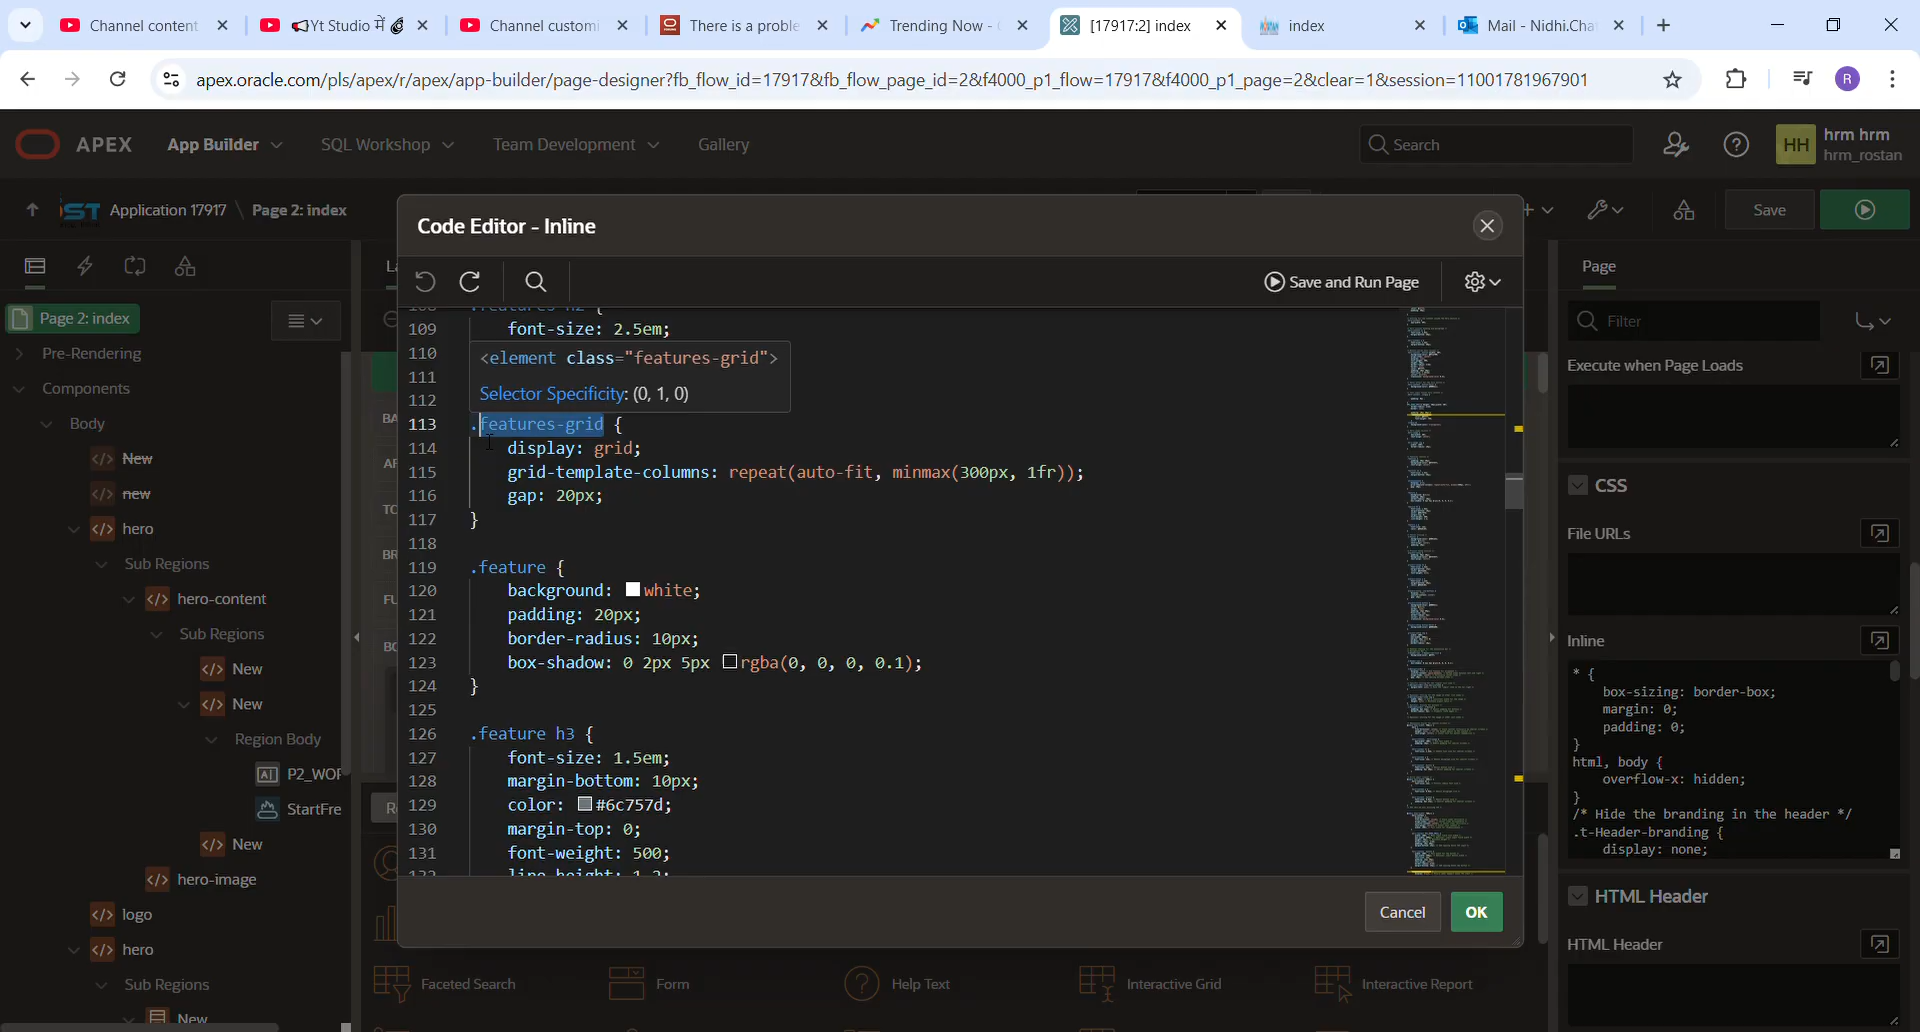 Channel content
Yt Studio में
Channel customi
There is a proble
Trending Now -
[17917:2] index
index
Mail - Nidhi.Cha
apex.oracle.com/pls/apex/r/apex/app-builder/page-designer?fb_flow_id=17917&fb_flow_page_id=2&f4000_p1_flow=17917&f4000_p1_page=2&clear=1&session=11001781967901
R
APEX
App Builder
SQL Workshop
Team Development
Gallery
Search
HH
hrm hrm
hrm_rostan
Application 17917 \ Page 2: index
Save
Page 2: index
Pre-Rendering
Components
Body
New
new
hero
Sub Regions
hero-content
Sub Regions
New
New
Region Body
P2_WOR
StartFre
New
hero-image
logo
hero
Sub Regions
New
Code Editor - Inline
Save and Run Page
108 .features h2 {
109 font-size: 2.5em;
110
<element class="features-grid">
111
Selector Specificity: (0, 1, 0)
112
113 .features-grid {
114 display: grid;
115 grid-template-columns: repeat(auto-fit, minmax(300px, 1fr));
116 gap: 20px;
117 }
118
119 .feature {
120 background: white;
121 padding: 20px;
122 border-radius: 10px;
123 box-shadow: 0 2px 5px rgba(0, 0, 0, 0.1);
124 }
125
126 .feature h3 {
127 font-size: 1.5em;
128 margin-bottom: 10px;
129 color: #6c757d;
130 margin-top: 0;
131 font-weight: 500;
132 line-height: 1.2;
Cancel
OK
Faceted Search
Form
Help Text
Interactive Grid
Interactive Report
Page
Filter
Execute when Page Loads
CSS
File URLs
Inline
* {
box-sizing: border-box;
margin: 0;
padding: 0;
}
html, body {
overflow-x: hidden;
}
/* Hide the branding in the header */
.t-Header-branding {
display: none;
HTML Header
HTML Header